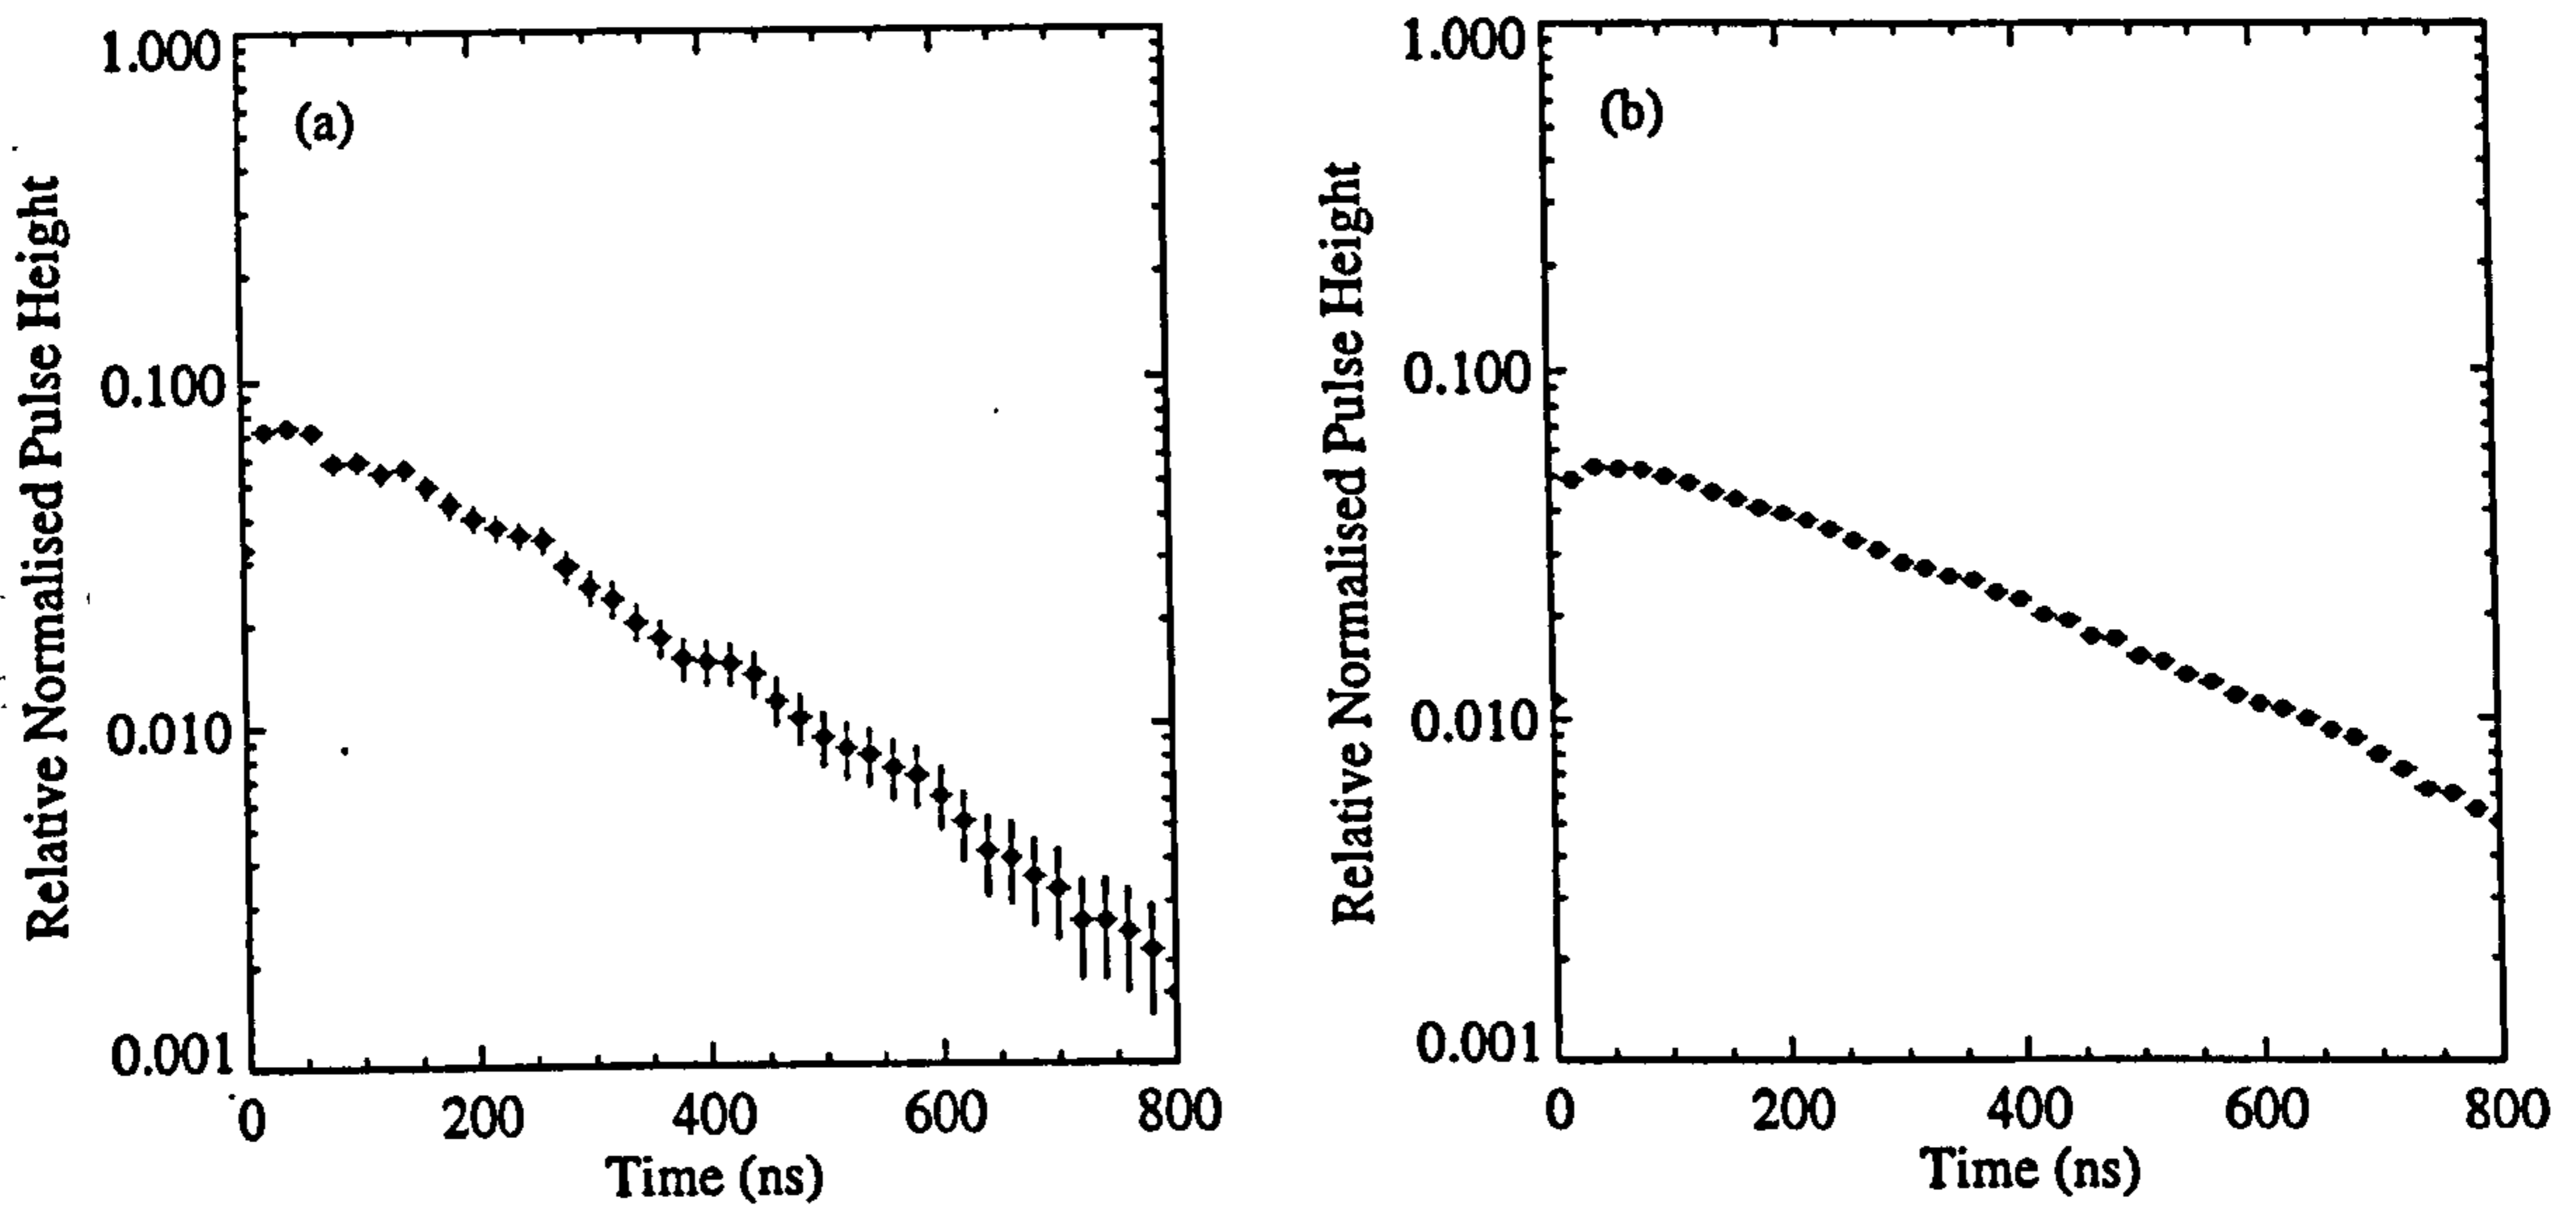 (a)
Relative Normalised Pulse Height
1.000
0.100
0.010
0.001
0 200 400 600 800
Time (ns)
(b)
Relative Normalised Pulse Height
1.000
0.100
0.010
0.001
0 200 400 600 800
Time (ns)